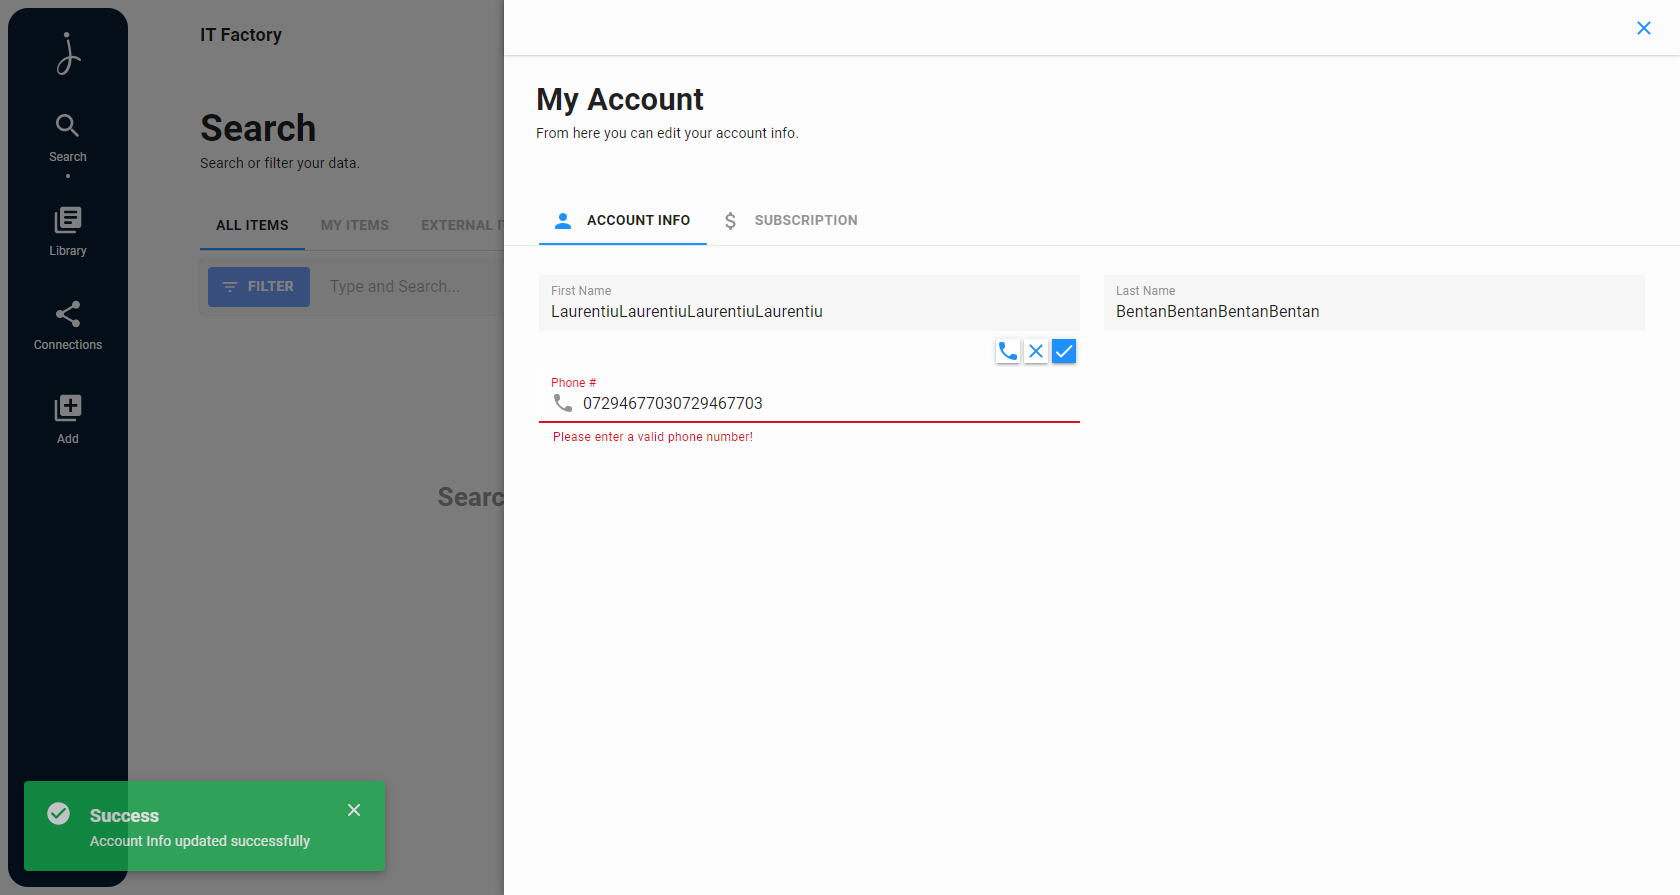 IT Factory
Search
Library
Connections
Add
Search
Search or filter your data.
ALL ITEMS
MY ITEMS
EXTERNAL IT
FILTER
Type and Search...
Searc
My Account
From here you can edit your account info.
ACCOUNT INFO
$ SUBSCRIPTION
First Name
LaurentiuLaurentiuLaurentiuLaurentiu
Last Name
BentanBentanBentanBentan
Phone #
07294677030729467703
Please enter a valid phone number!
Success
Account Info updated successfully